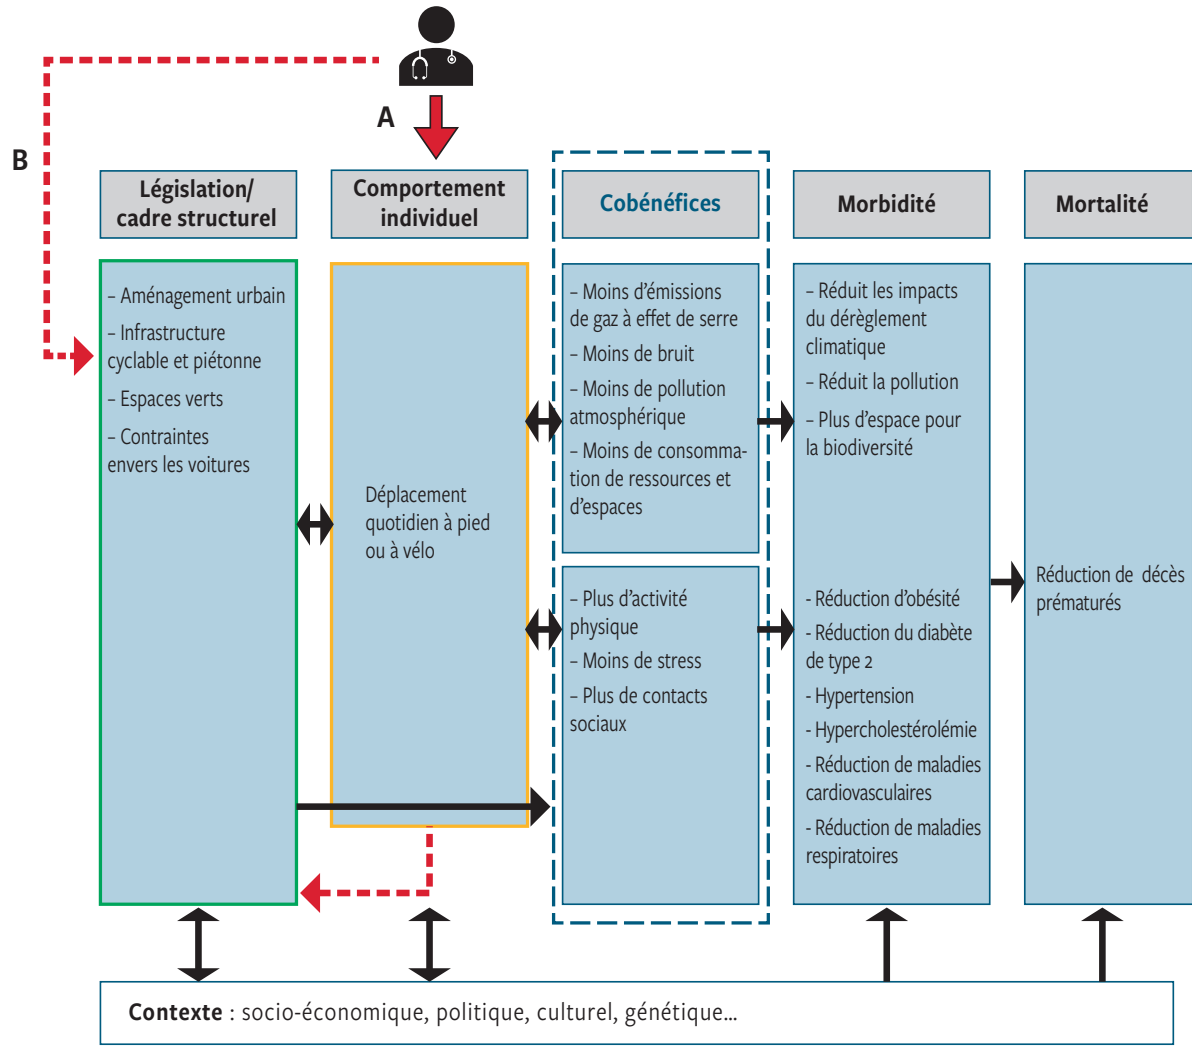 A
B
Législation/
cadre structurel
Comportement
individuel
Cobénéfices
Morbidité
Mortalité
– Aménagement urbain
– Infrastructure
cyclable et piétonne
– Espaces verts
– Contraintes
envers les voitures
Déplacement
quotidien à pied
ou à vélo
– Moins d'émissions
de gaz à effet de serre
– Moins de bruit
– Moins de pollution
atmosphérique
– Moins de consomma-
tion de ressources et
d'espaces
– Plus d'activité
physique
– Moins de stress
– Plus de contacts
sociaux
– Réduit les impacts
du dérèglement
climatique
– Réduit la pollution
– Plus d'espace pour
la biodiversité
- Réduction d'obésité
- Réduction du diabète
de type 2
- Hypertension
- Hypercholestérolémie
- Réduction de maladies
cardiovasculaires
- Réduction de maladies
respiratoires
Réduction de décès
prématurés
Contexte : socio-économique, politique, culturel, génétique...